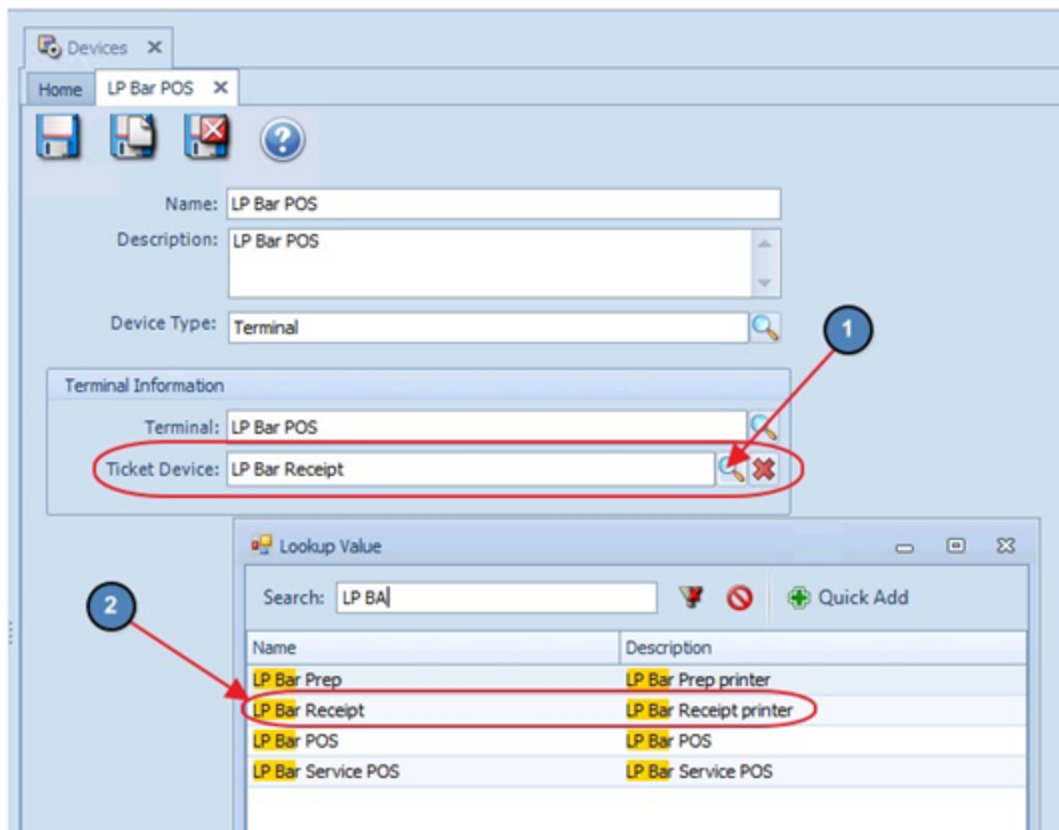 Devices
Home LP Bar POS
Name: LP Bar POS
Description: LP Bar POS
Device Type: Terminal
1
Terminal Information
Terminal: LP Bar POS
Ticket Device: LP Bar Receipt
Lookup Value
2
Search: LP BA
Quick Add
Name Description
LP Bar Prep LP Bar Prep printer
LP Bar Receipt LP Bar Receipt printer
LP Bar POS LP Bar POS
LP Bar Service POS LP Bar Service POS